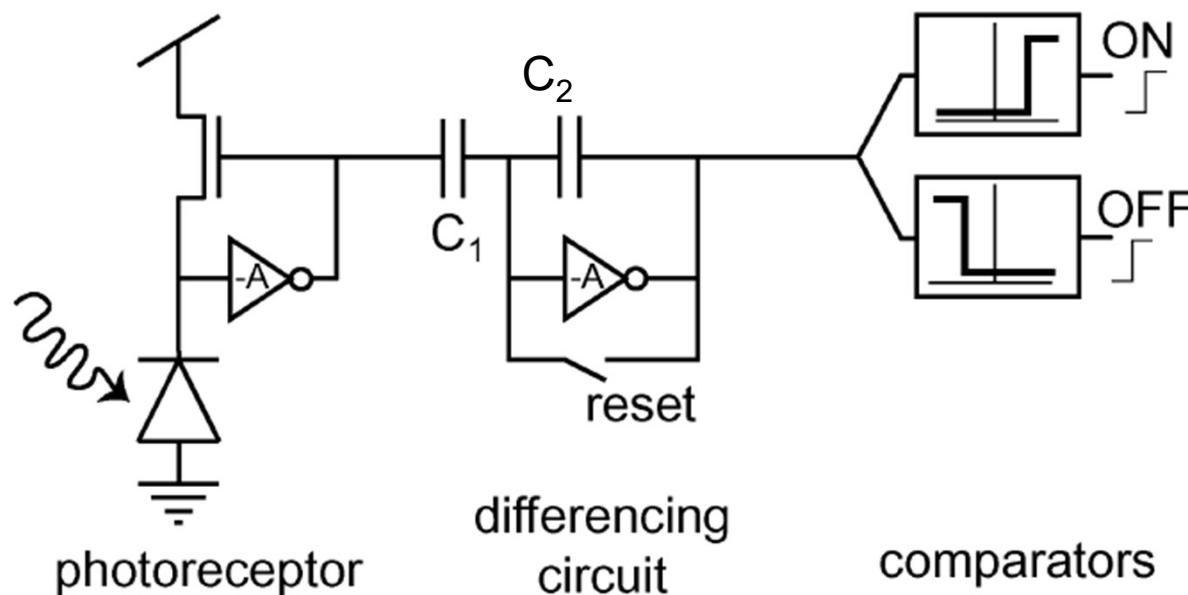 C₂
ON
C₁
-A
-A
OFF
reset
photoreceptor
differencing
circuit
comparators